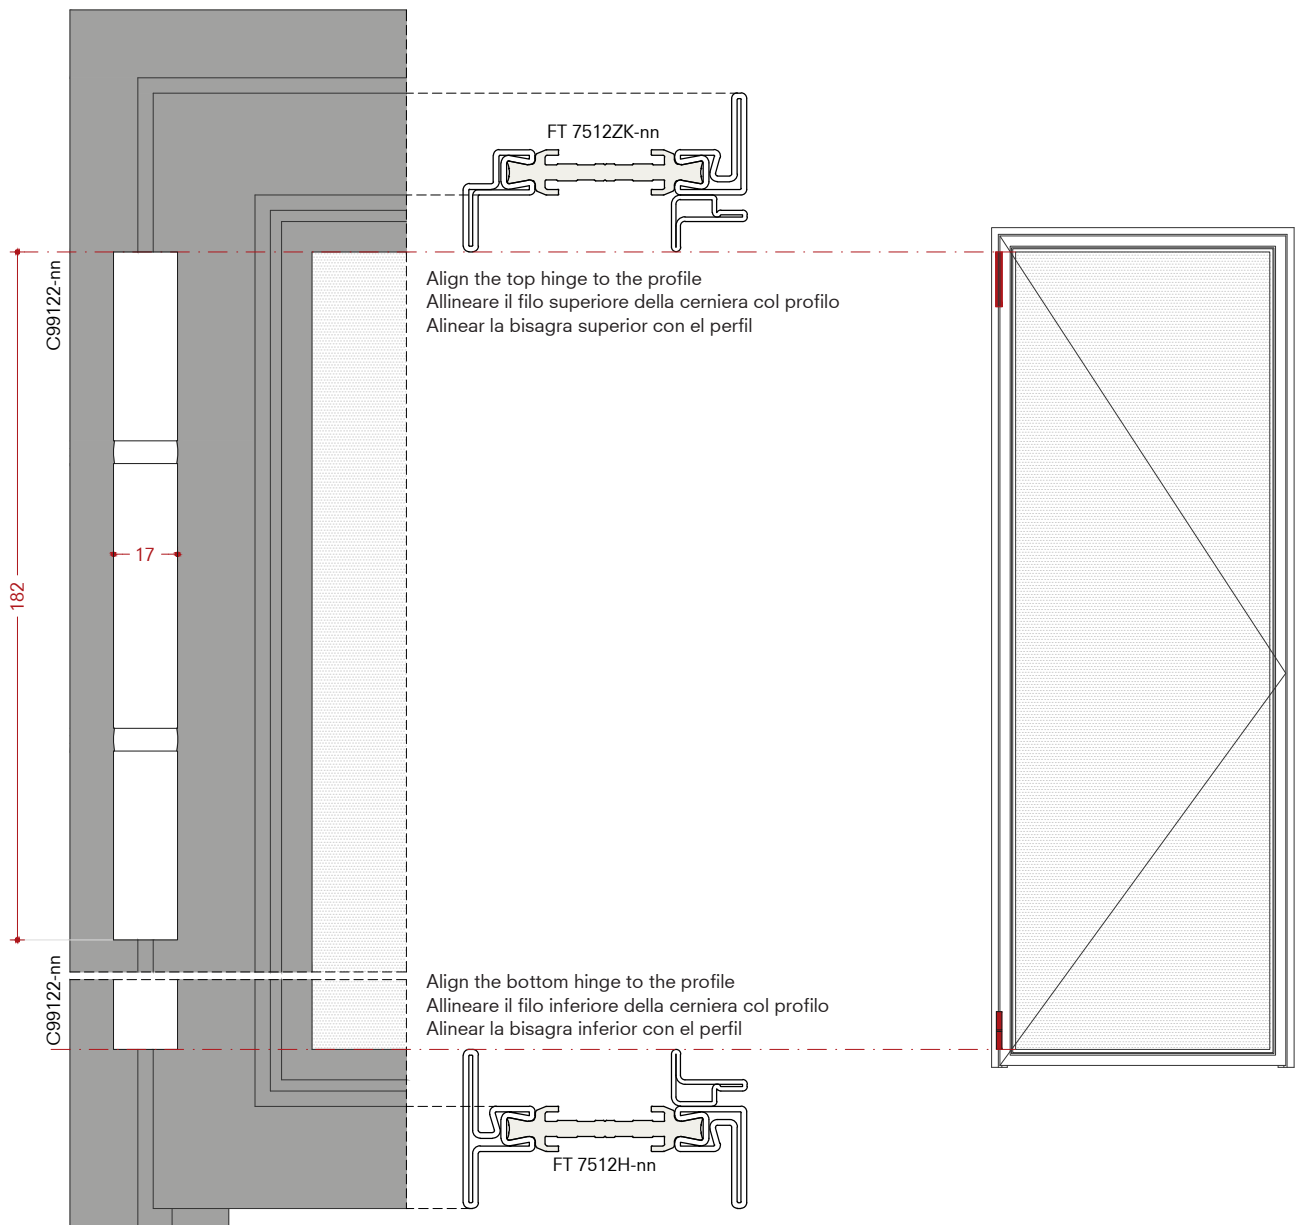 FT 7512ZK-nn
C99122-nn
Align the top hinge to the profile
Allineare il filo superiore della cerniera col profilo
Alinear la bisagra superior con el perfil
17
182
C99122-nn
Align the bottom hinge to the profile
Allineare il filo inferiore della cerniera col profilo
Alinear la bisagra inferior con el perfil
FT 7512H-nn